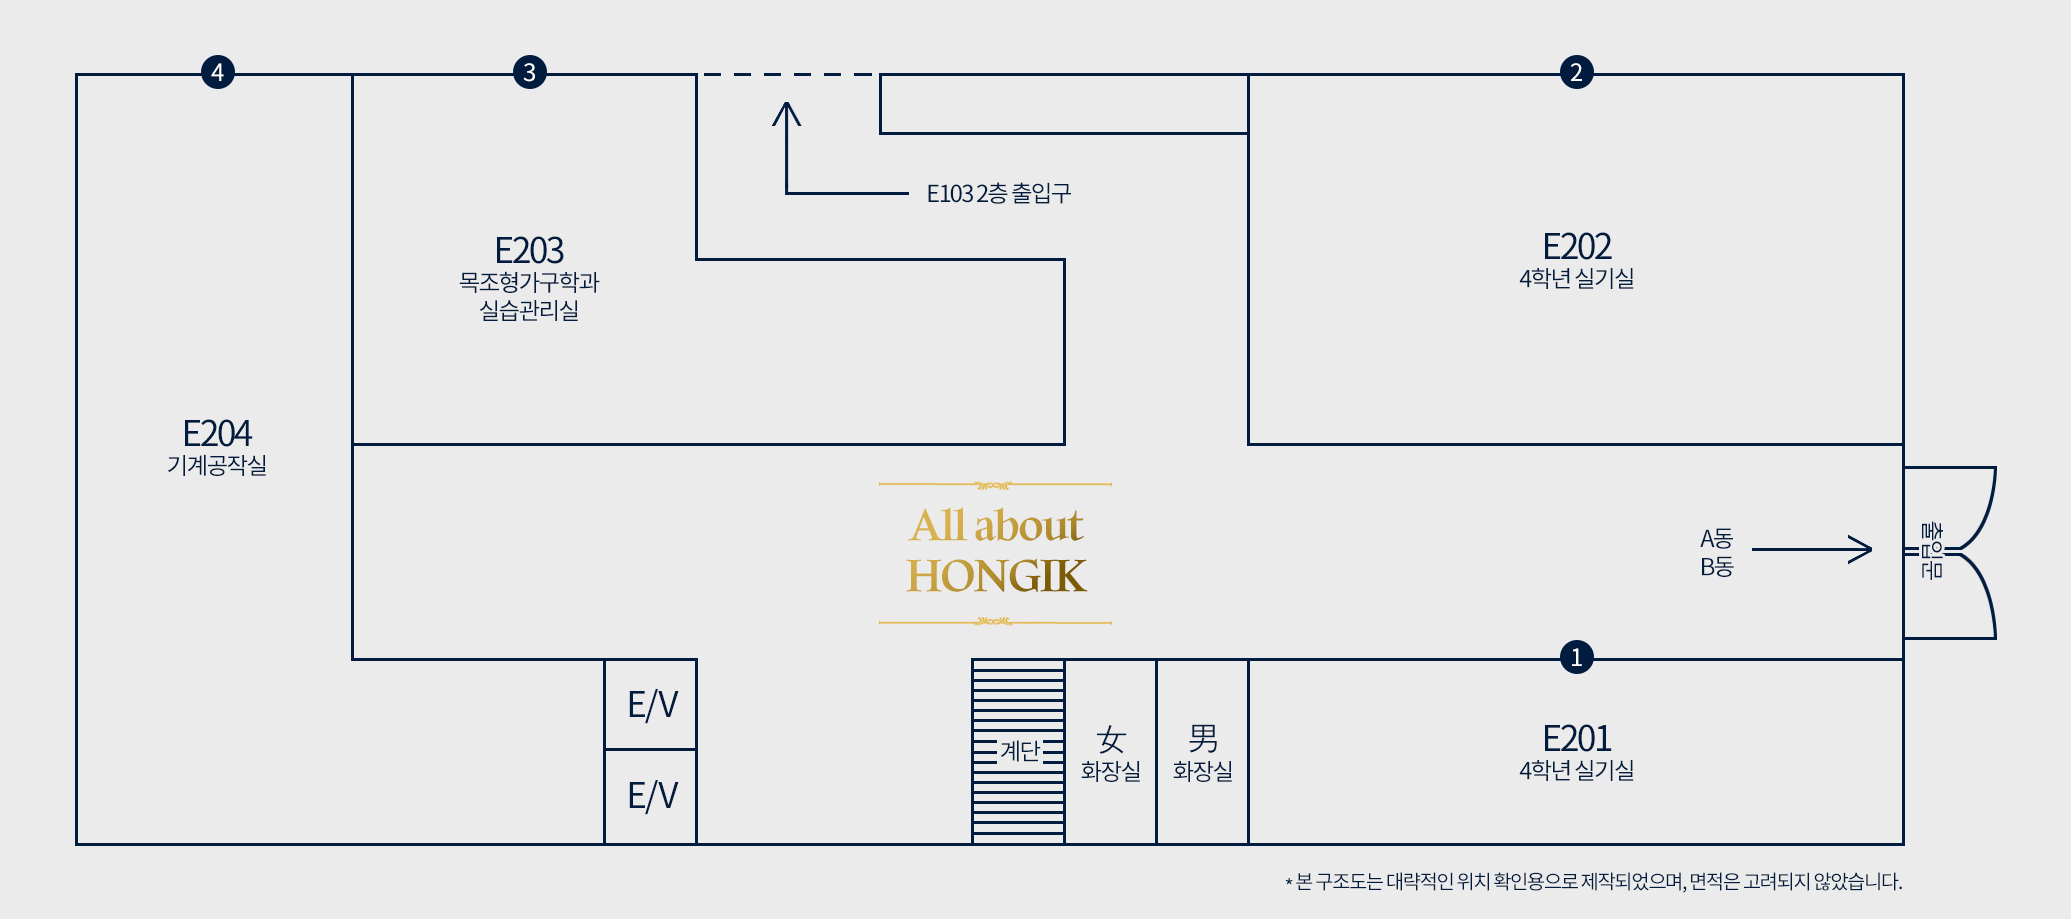 4
3
2
E103 2층 출입구
E203
목조형가구학과
실습관리실
E202
4학년 실기실
E204
기계공작실
All about
HONGIK
A동
B동
출입문
1
E/V
E/V
계단
女
화장실
男
화장실
E201
4학년 실기실
* 본 구조도는 대략적인 위치 확인용으로 제작되었으며, 면적은 고려되지 않았습니다.